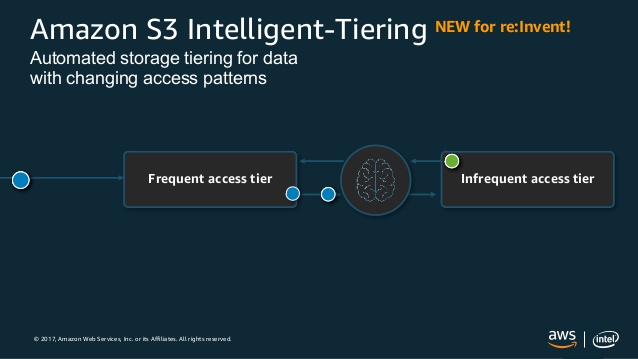 Amazon S3 Intelligent-Tiering NEW for re:Invent!
Automated storage tiering for data
with changing access patterns
Frequent access tier
Infrequent access tier
© 2017, Amazon Web Services, Inc. or its Affiliates. All rights reserved.
aws
intel